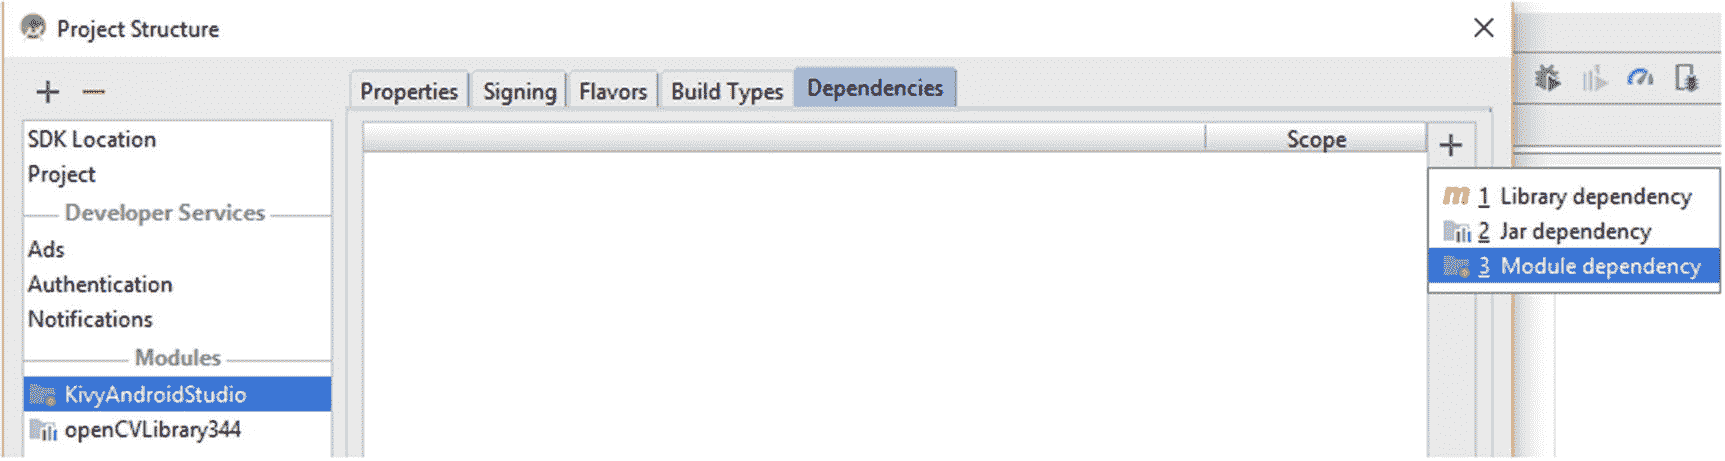 Project Structure
Properties Signing Flavors Build Types Dependencies
SDK Location
Project
Developer Services
Ads
Authentication
Notifications
Modules
KivyAndroidStudio
openCVLibrary344
Scope
1 Library dependency
2 Jar dependency
3 Module dependency